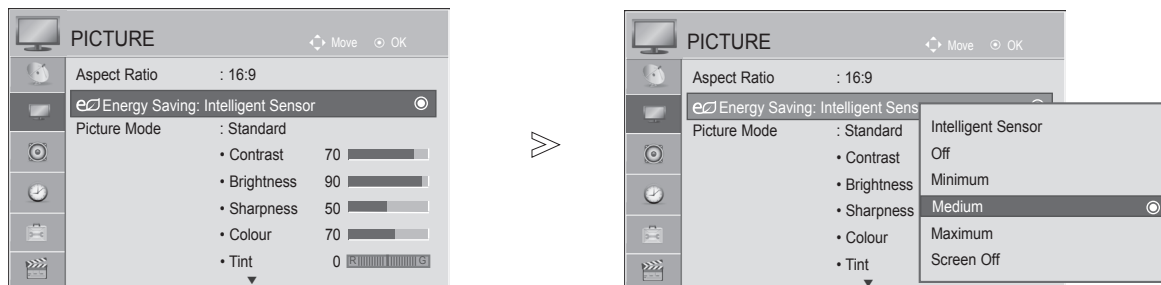 PICTURE
Move OK
Aspect Ratio : 16:9
Energy Saving: Intelligent Sensor
Picture Mode : Standard
• Contrast 70
• Brightness 90
• Sharpness 50
• Colour 70
• Tint 0 R G
PICTURE
Move OK
Aspect Ratio : 16:9
Energy Saving: Intelligent Sens
Picture Mode : Standard
• Contrast
• Brightness
• Sharpness
• Colour
• Tint
Intelligent Sensor
Off
Minimum
Medium
Maximum
Screen Off